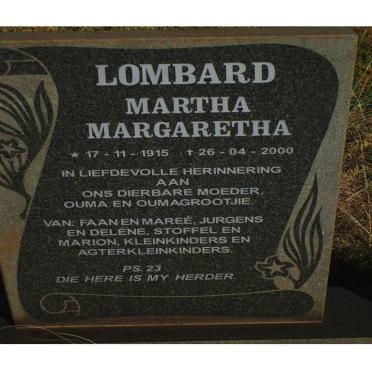 LOMBARD
MARTHA
MARGARETHA
★ 17-11-1915 ✝ 26-04-2000
IN LIEFDEVOLLE HERINNERING
AAN
ONS DIERBARE MOEDER,
OUMA EN OUMAGROOTJIE.
VAN: FAAN EN MAREÉ, JURGENS
EN DELÉNE, STOFFEL EN
MARION, KLEINKINDERS EN
AGTERKLEINKINDERS.
PS. 23
DIE HERE IS MY HERDER.